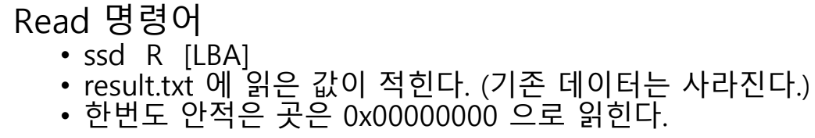 Read 명령어
• ssd R [LBA]
• result.txt 에 읽은 값이 적힌다. (기존 데이터는 사라진다.)
• 한번도 안적은 곳은 0x00000000 으로 읽힌다.